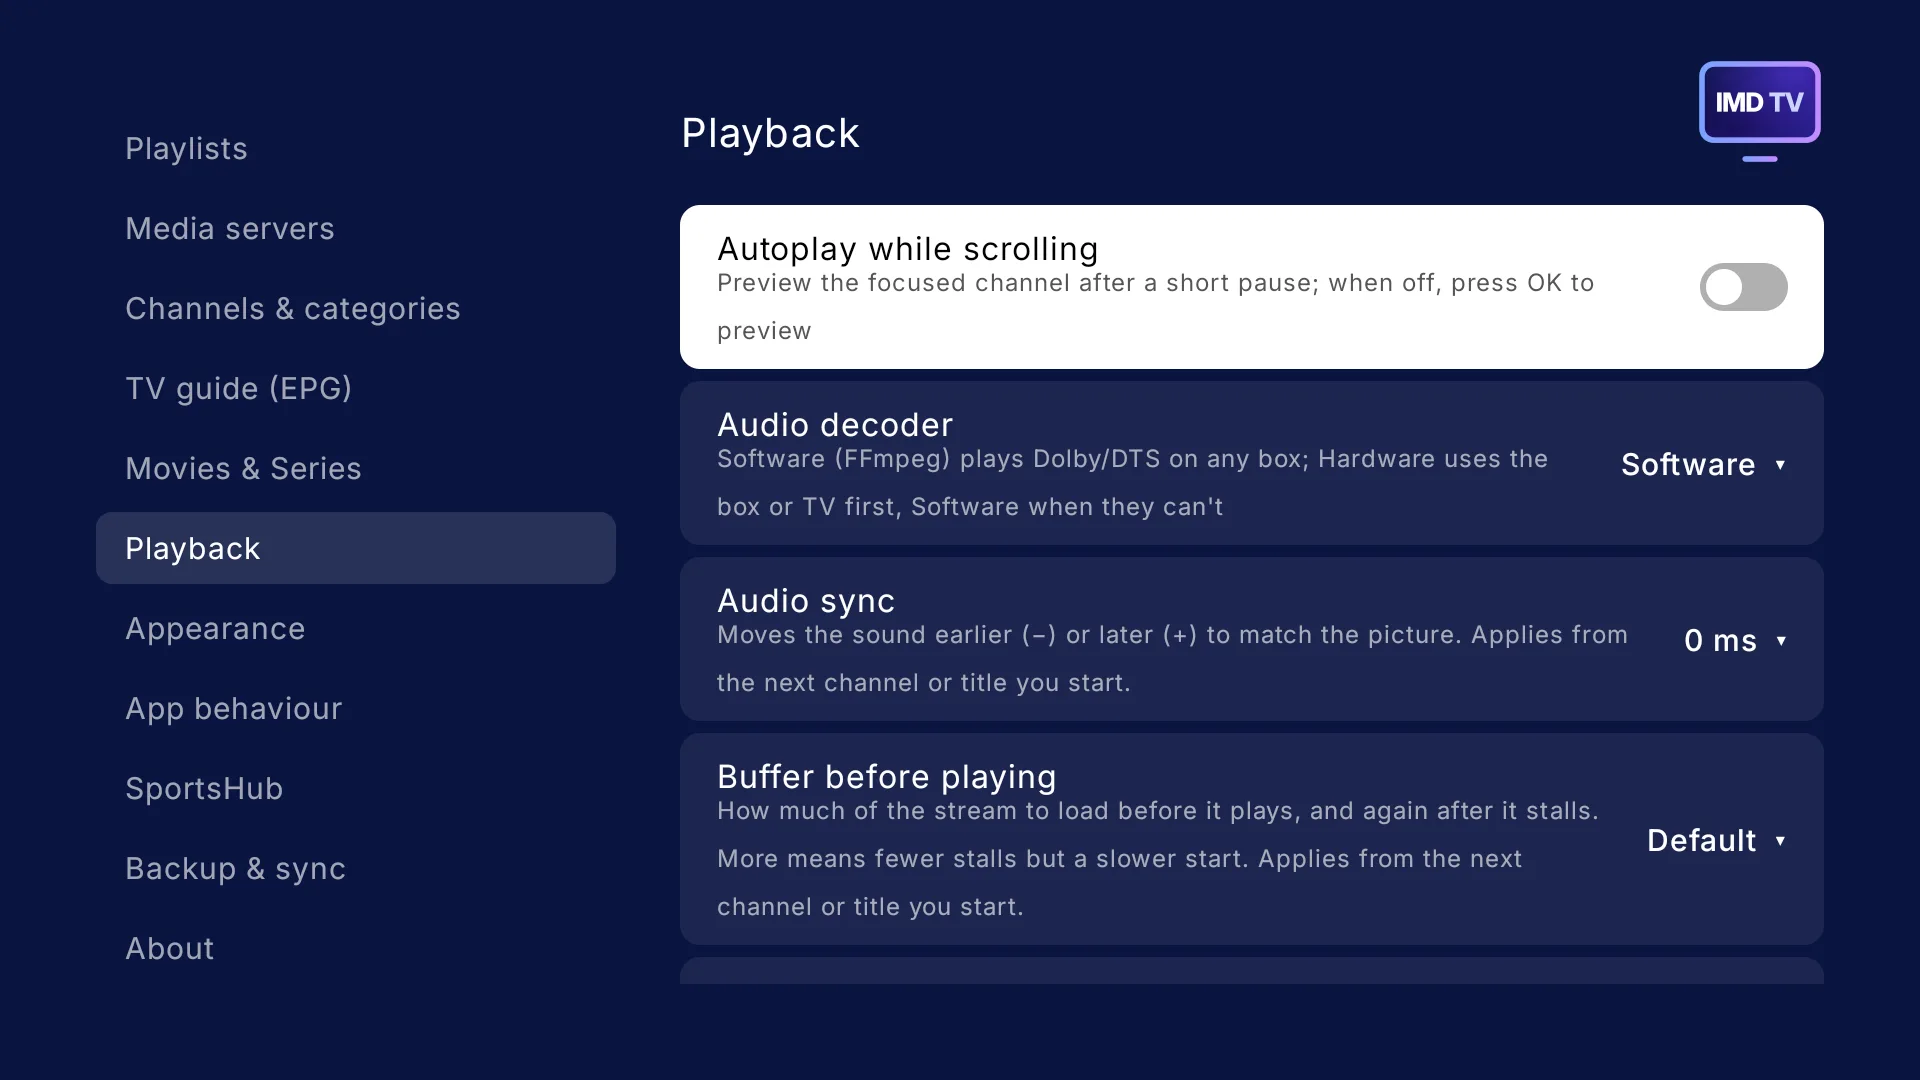 IMD TV
Playlists
Media servers
Channels & categories
TV guide (EPG)
Movies & Series
Playback
Appearance
App behaviour
SportsHub
Backup & sync
About
Playback
Autoplay while scrolling
Preview the focused channel after a short pause; when off, press OK to
preview
Audio decoder
Software (FFmpeg) plays Dolby/DTS on any box; Hardware uses the
box or TV first, Software when they can't
Software ▾
Audio sync
Moves the sound earlier (−) or later (+) to match the picture. Applies from
the next channel or title you start.
0 ms ▾
Buffer before playing
How much of the stream to load before it plays, and again after it stalls.
More means fewer stalls but a slower start. Applies from the next
channel or title you start.
Default ▾